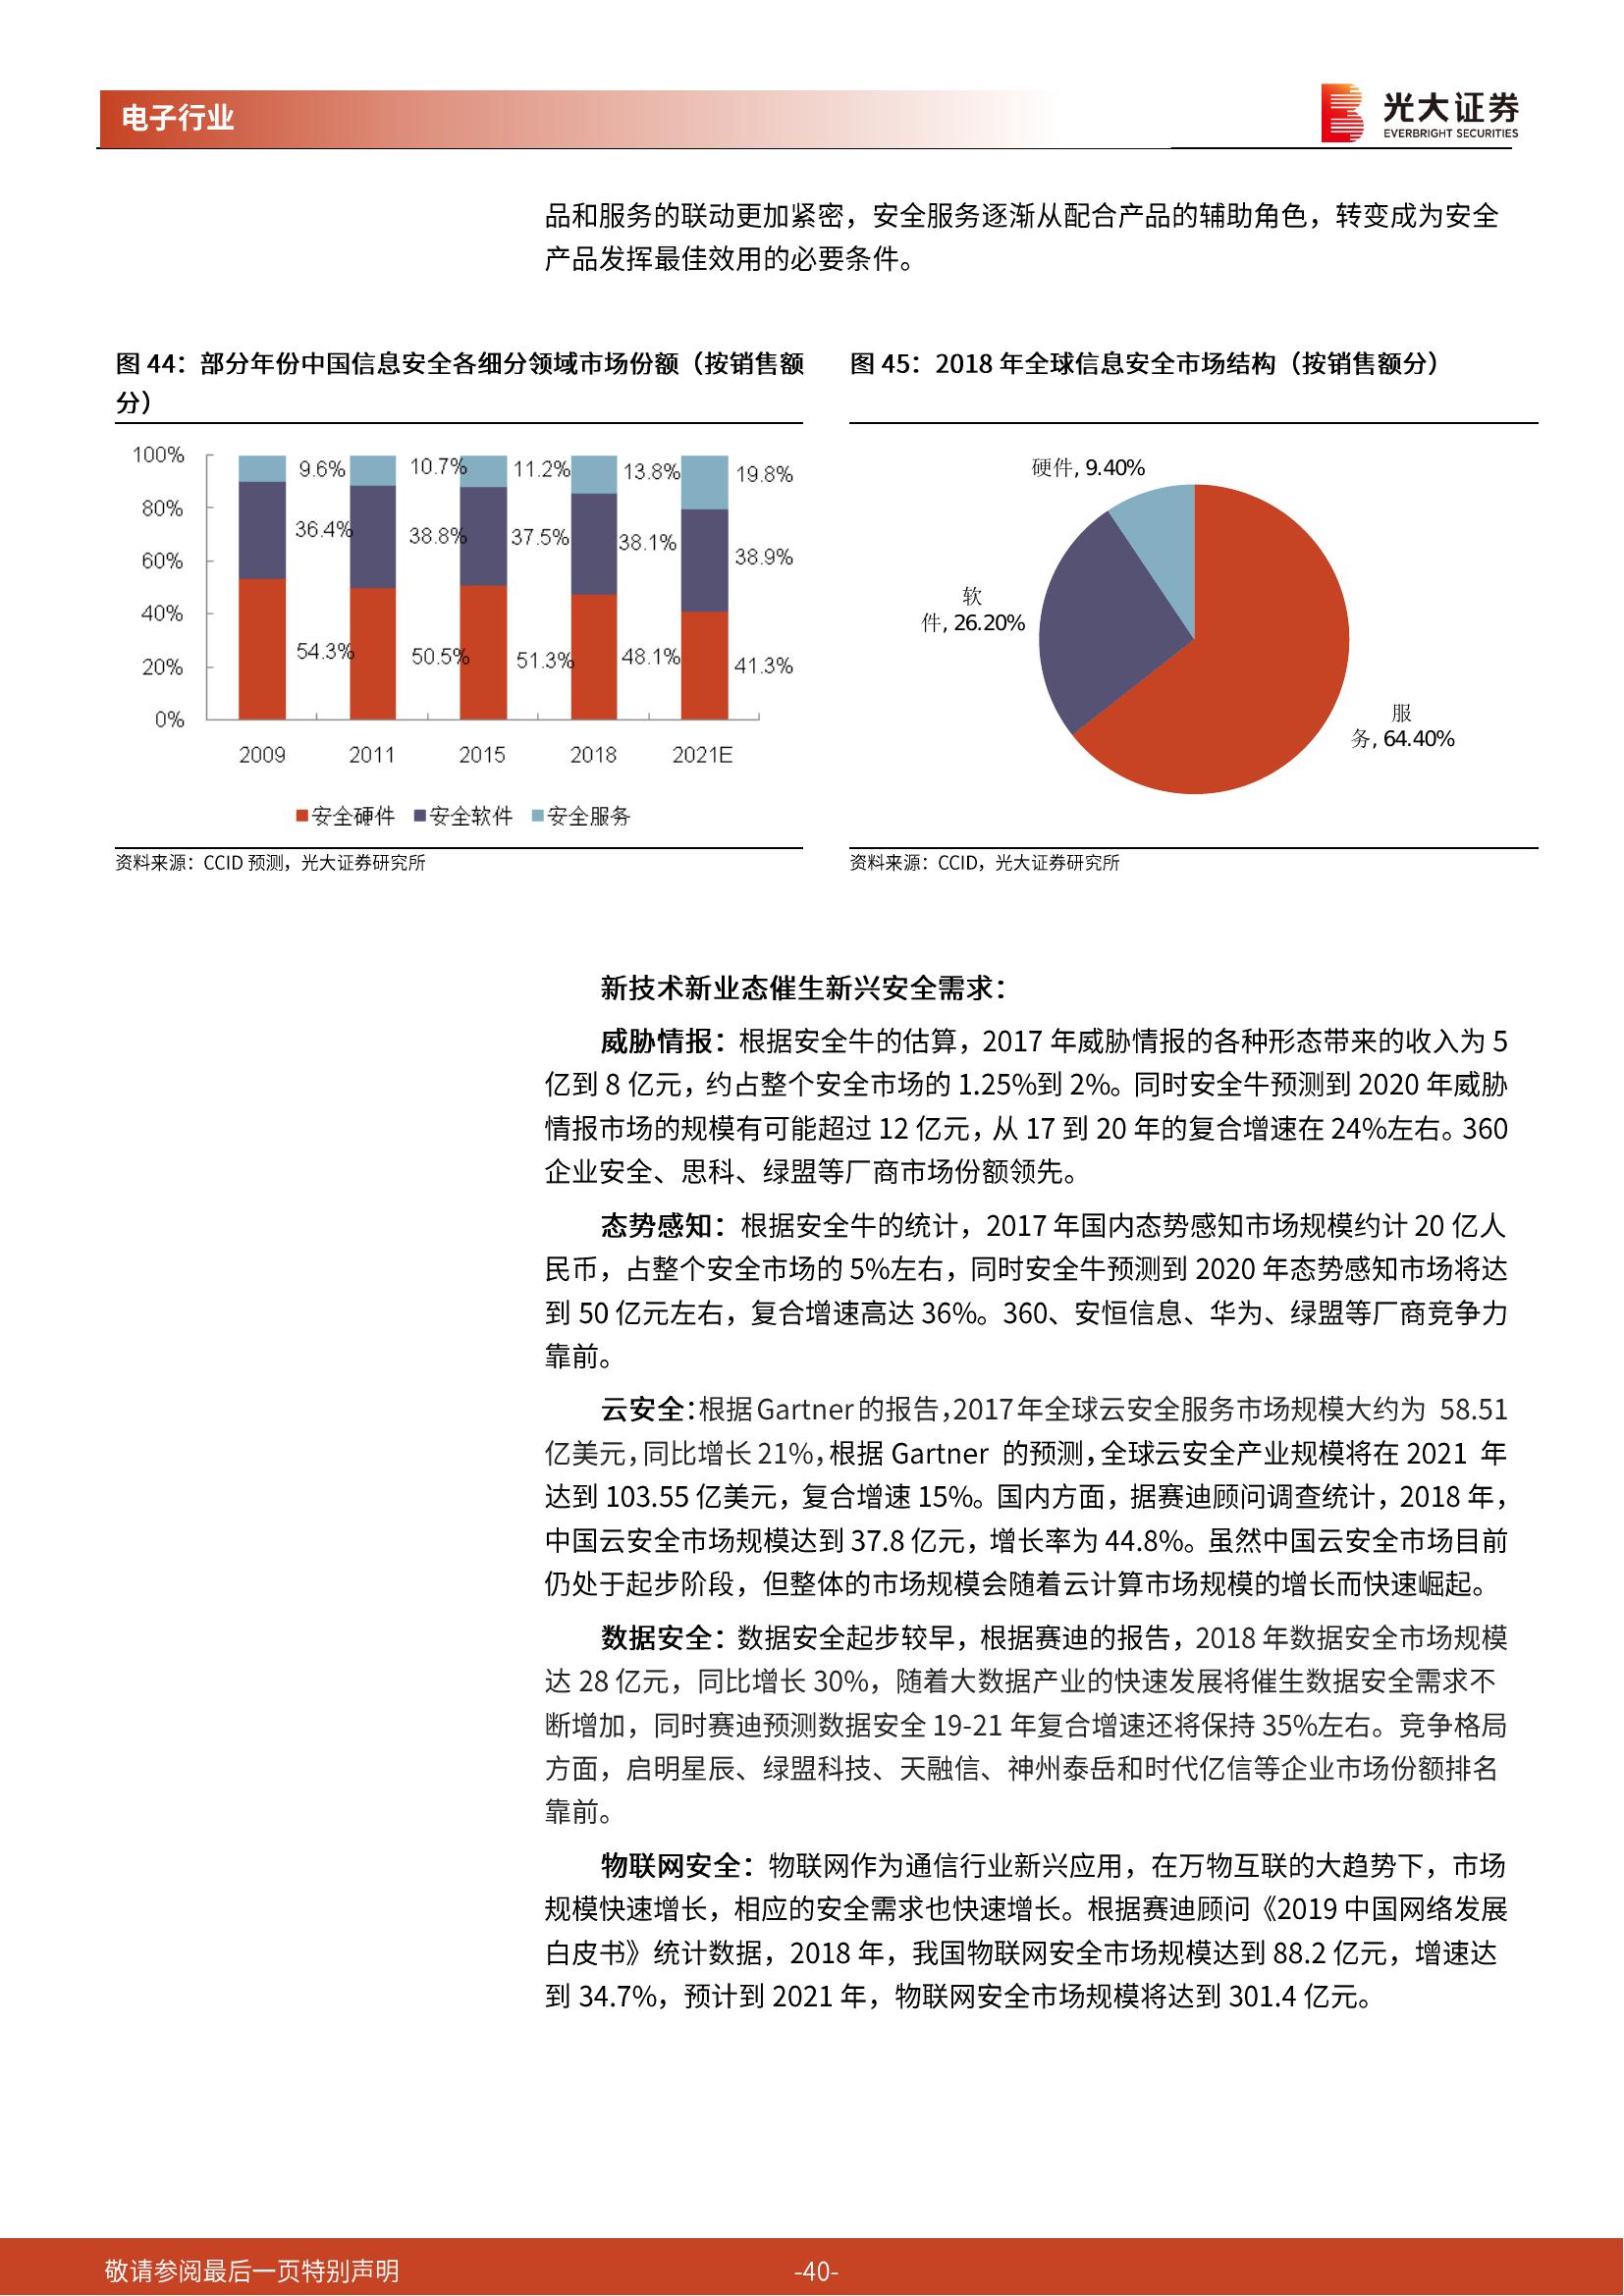 电子行业
光大证券
EVERBRIGHT SECURITIES
品和服务的联动更加紧密，安全服务逐渐从配合产品的辅助角色，转变成为安全
产品发挥最佳效用的必要条件。
图 44：部分年份中国信息安全各细分领域市场份额（按销售额
分）
100%
80%
60%
40%
20%
0%
9.6%
10.7%
11.2%
13.8%
19.8%
36.4%
38.8%
37.5%
38.1%
38.9%
54.3%
50.5%
51.3%
48.1%
41.3%
2009
2011
2015
2018
2021E
安全硬件
安全软件
安全服务
资料来源：CCID 预测，光大证券研究所
图 45：2018 年全球信息安全市场结构（按销售额分）
硬件, 9.40%
软
件, 26.20%
服
务, 64.40%
资料来源：CCID，光大证券研究所
新技术新业态催生新兴安全需求：
威胁情报：根据安全牛的估算，2017 年威胁情报的各种形态带来的收入为 5
亿到 8 亿元，约占整个安全市场的 1.25%到 2%。同时安全牛预测到 2020 年威胁
情报市场的规模有可能超过 12 亿元，从 17 到 20 年的复合增速在 24%左右。360
企业安全、思科、绿盟等厂商市场份额领先。
态势感知：根据安全牛的统计，2017 年国内态势感知市场规模约计 20 亿人
民币，占整个安全市场的 5%左右，同时安全牛预测到 2020 年态势感知市场将达
到 50 亿元左右，复合增速高达 36%。360、安恒信息、华为、绿盟等厂商竞争力
靠前。
云安全：根据 Gartner 的报告，2017 年全球云安全服务市场规模大约为 58.51
亿美元，同比增长 21%，根据 Gartner 的预测，全球云安全产业规模将在 2021 年
达到 103.55 亿美元，复合增速 15%。国内方面，据赛迪顾问调查统计，2018 年，
中国云安全市场规模达到 37.8 亿元，增长率为 44.8%。虽然中国云安全市场目前
仍处于起步阶段，但整体的市场规模会随着云计算市场规模的增长而快速崛起。
数据安全：数据安全起步较早，根据赛迪的报告，2018 年数据安全市场规模
达 28 亿元，同比增长 30%，随着大数据产业的快速发展将催生数据安全需求不
断增加，同时赛迪预测数据安全 19-21 年复合增速还将保持 35%左右。竞争格局
方面，启明星辰、绿盟科技、天融信、神州泰岳和时代亿信等企业市场份额排名
靠前。
物联网安全：物联网作为通信行业新兴应用，在万物互联的大趋势下，市场
规模快速增长，相应的安全需求也快速增长。根据赛迪顾问《2019 中国网络发展
白皮书》统计数据，2018 年，我国物联网安全市场规模达到 88.2 亿元，增速达
到 34.7%，预计到 2021 年，物联网安全市场规模将达到 301.4 亿元。
敬请参阅最后一页特别声明
-40-